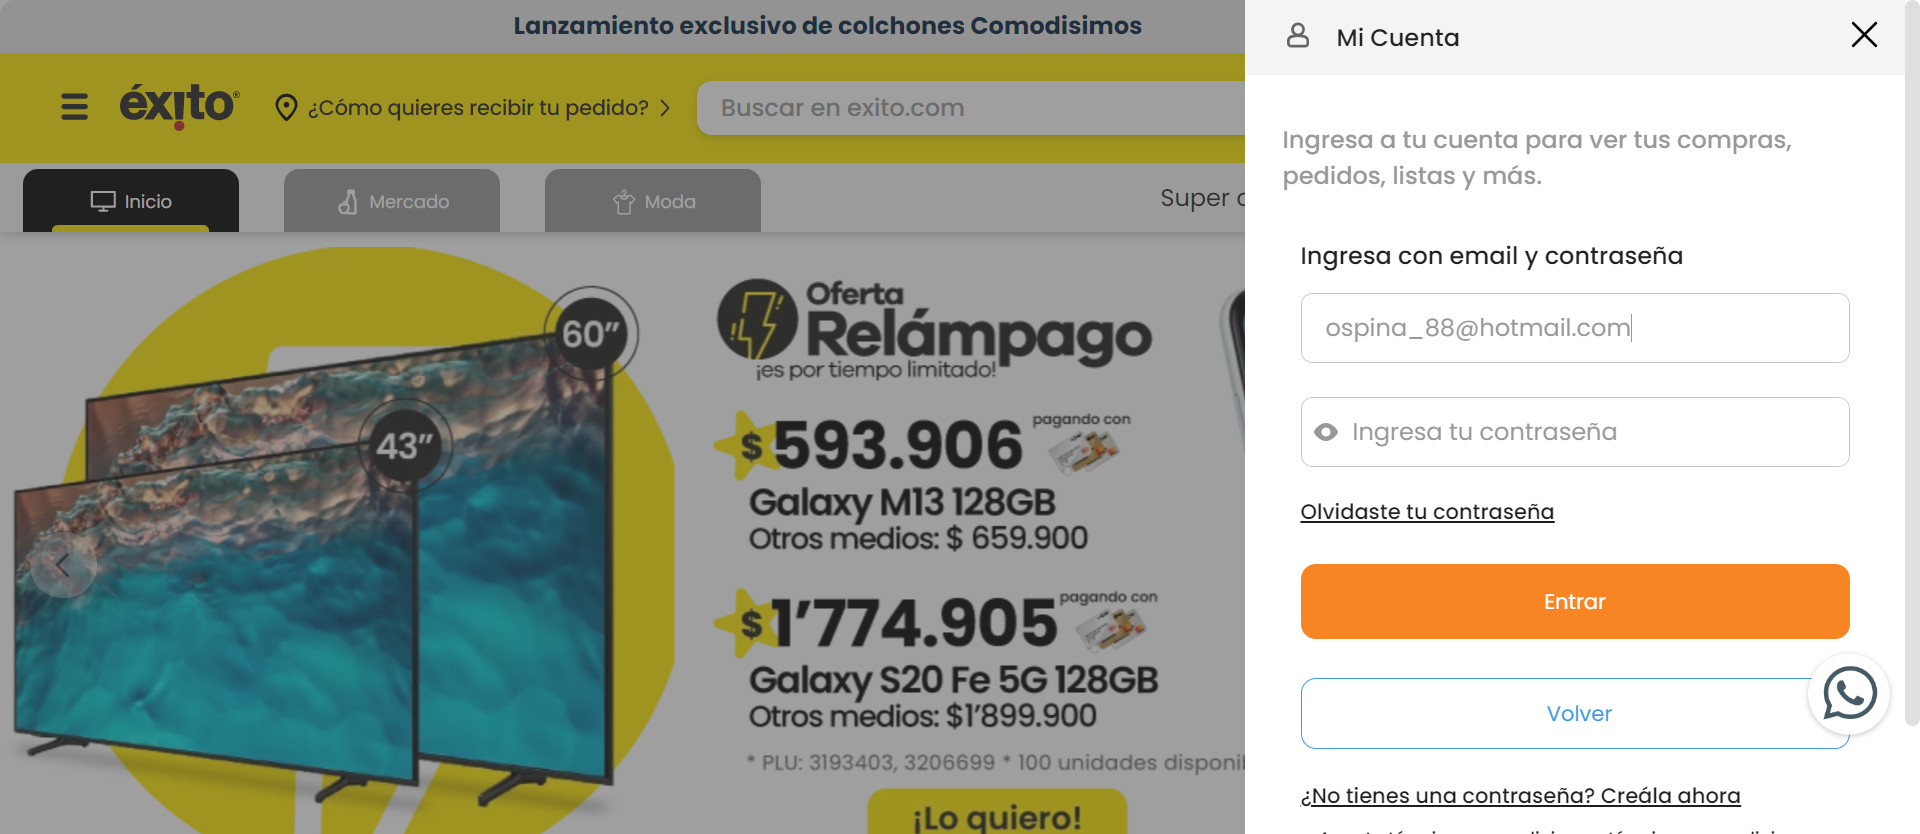 Lanzamiento exclusivo de colchones Comodisimos
éxito
¿Cómo quieres recibir tu pedido?
Buscar en exito.com
Inicio
Mercado
Moda
Super
60”
43”
Oferta
Relámpago
¡es por tiempo limitado!
$593.906
pagando con
Galaxy M13 128GB
Otros medios: $ 659.900
$1’774.905
pagando con
Galaxy S20 Fe 5G 128GB
Otros medios: $1’899.900
* PLU: 3193403, 3206699 * 100 unidades
¡Lo quiero!
Mi Cuenta
Ingresa a tu cuenta para ver tus compras,
pedidos, listas y más.
Ingresa con email y contraseña
ospina_88@hotmail.com
Ingresa tu contraseña
Olvidaste tu contraseña
Entrar
Volver
¿No tienes una contraseña? Creála ahora